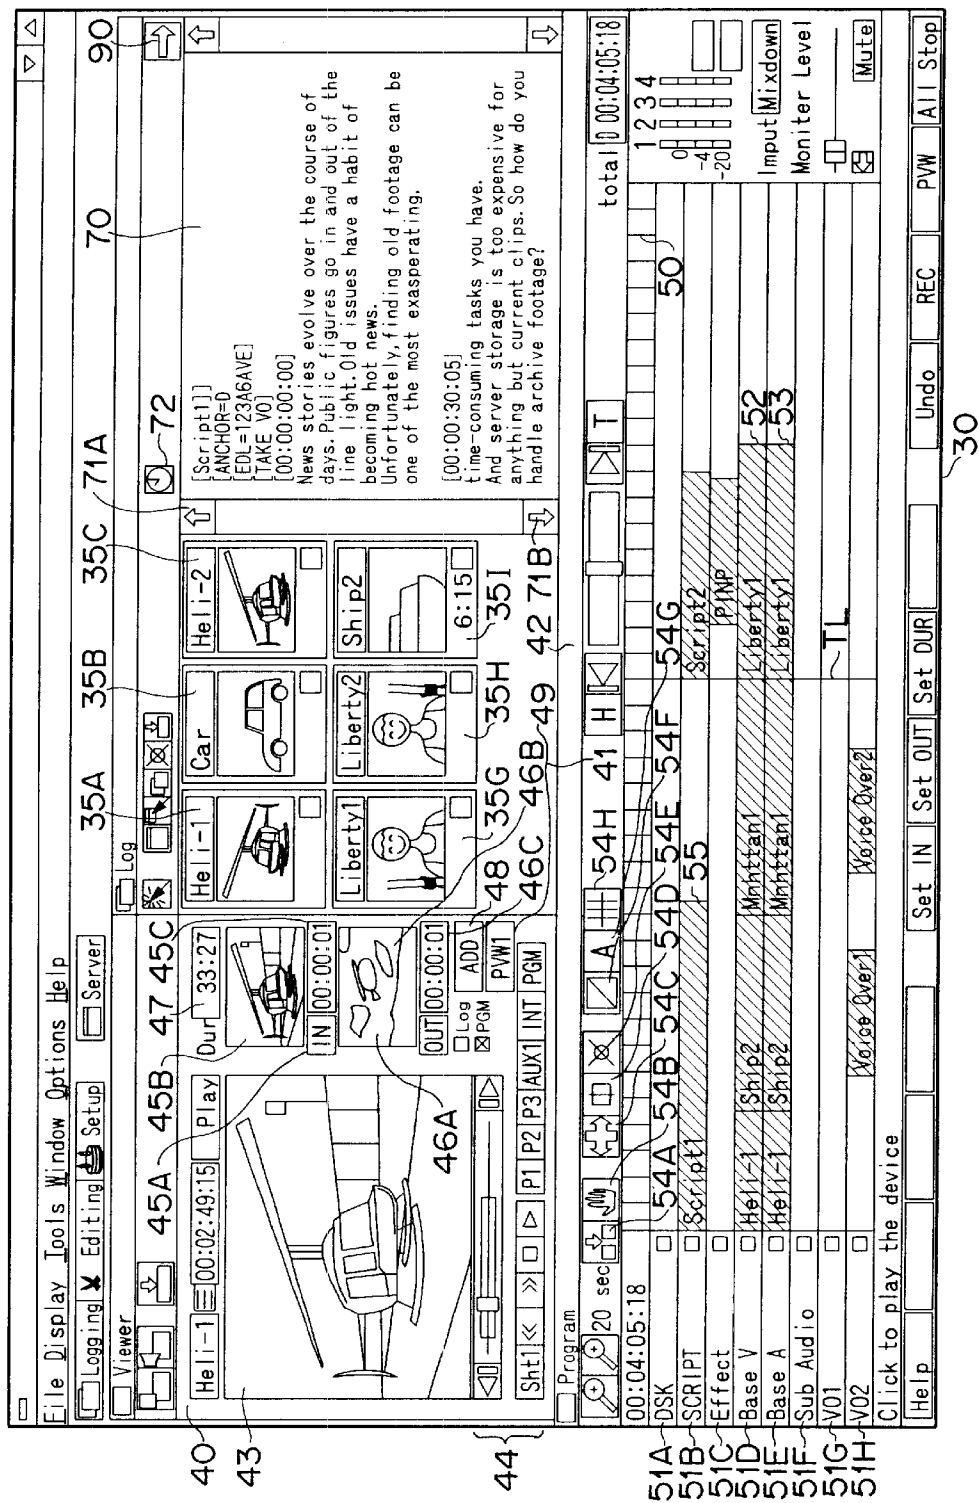 File Display Tools Window Options Help
Logging Editing Setup Server
Viewer
Log
Heli-1 00:02:49:15 Play
Dur 33:27
IN 00:00:01
OUT 00:00:01
Log
PGM
ADD
PVW1
Sht1 << >> P1 P2 P3 AUX1 INT PGM
Heli-1
Car
Heli-2
Liberty1
Liberty2
Ship2
6:15
[Script1]]
[ANCHOR=D
[EDL=123A6AVE]
[TAKE VO]
[00:00:00:00]
News stories evolve over the course of
days. Public figures go in and out of the
line light. Old issues have a habit of
becoming hot news.
Unfortunately, finding old footage can be
one of the most exasperating.
[00:00:30:05]
time-consuming tasks you have.
And server storage is too expensive for
anything but current clips. So how do you
handle archive footage?
Program
20 sec
A
H
T
total 0 00:04:05:18
00:04:05:18
DSK
SCRIPT Script1 Script2
Effect PINP
Base V Heli-1 Ship2 Mnhttan1 Liberty1
Base A Heli-1 Ship2 Mnhttan1 Liberty1
Sub Audio
V01
V02 Voice Over1 Voice Over2
1 2 3 4
0
-4
-20
Imput Mixdown
Moniter Level
Mute
Click to play the device
Help Set IN Set OUT Set DUR Undo REC PVW All Stop
40
43
44
45A
45B
47
45C
35A
35B
35C
71A
72
70
90
46A
46B
46C
48
49
35G
35H
35I
71B
42
41
54A
54B
54C
54D
54E
54F
54G
54H
55
50
52
53
TL
51A
51B
51C
51D
51E
51F
51G
51H
30